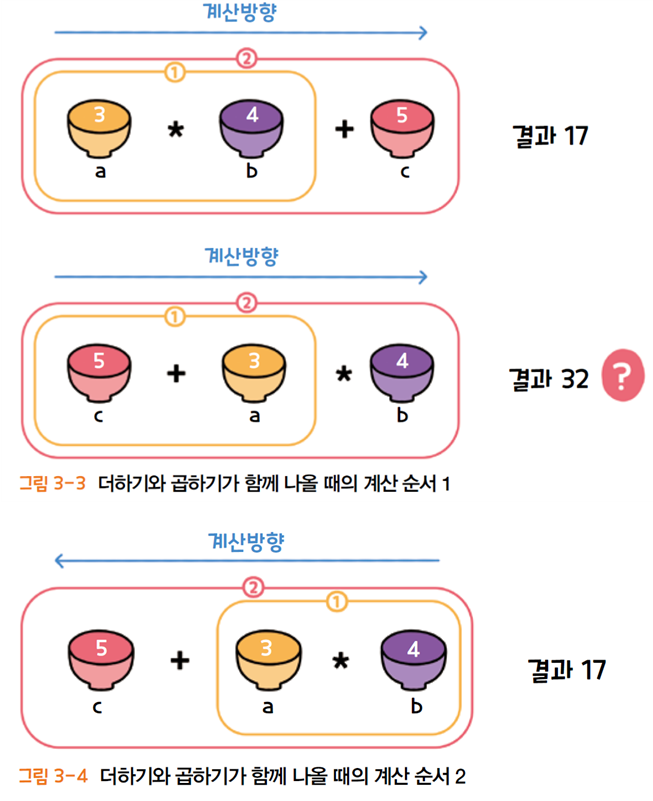 계산방향
②
①
3 * 4 + 5
a b c
결과 17
계산방향
②
①
5 + 3 * 4
c a b
결과 32 ?
그림 3-3 더하기와 곱하기가 함께 나올 때의 계산 순서 1
계산방향
②
①
5 + 3 * 4
c a b
결과 17
그림 3-4 더하기와 곱하기가 함께 나올 때의 계산 순서 2